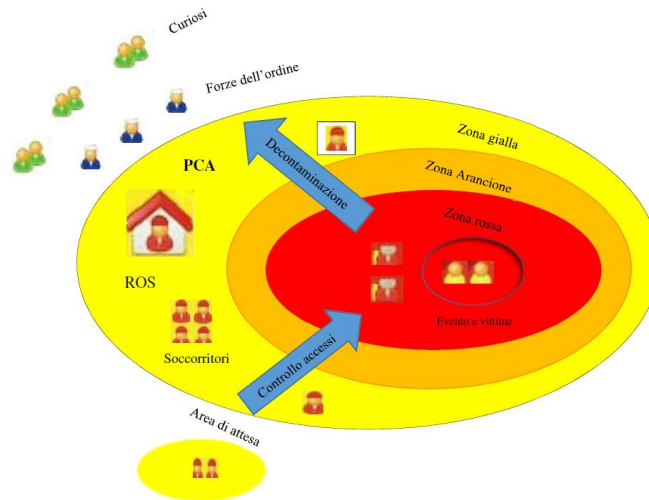 Curiosi
Forze dell'ordine
Zona gialla
PCA
Decontaminazione
Zona Arancione
Zona rossa
ROS
Evento e vittime
Soccorritori
Controllo accessi
Area di attesa